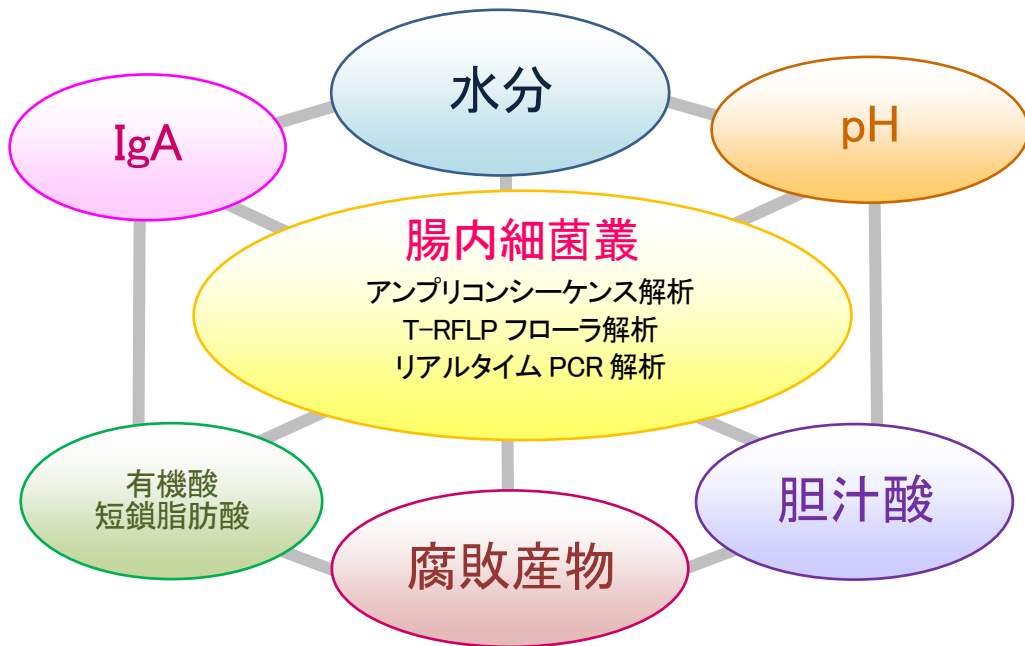 水分
IgA
pH
腸内細菌叢
アンプリコンシーケンス解析
T-RFLP フローラ解析
リアルタイム PCR 解析
有機酸
短鎖脂肪酸
胆汁酸
腐敗産物